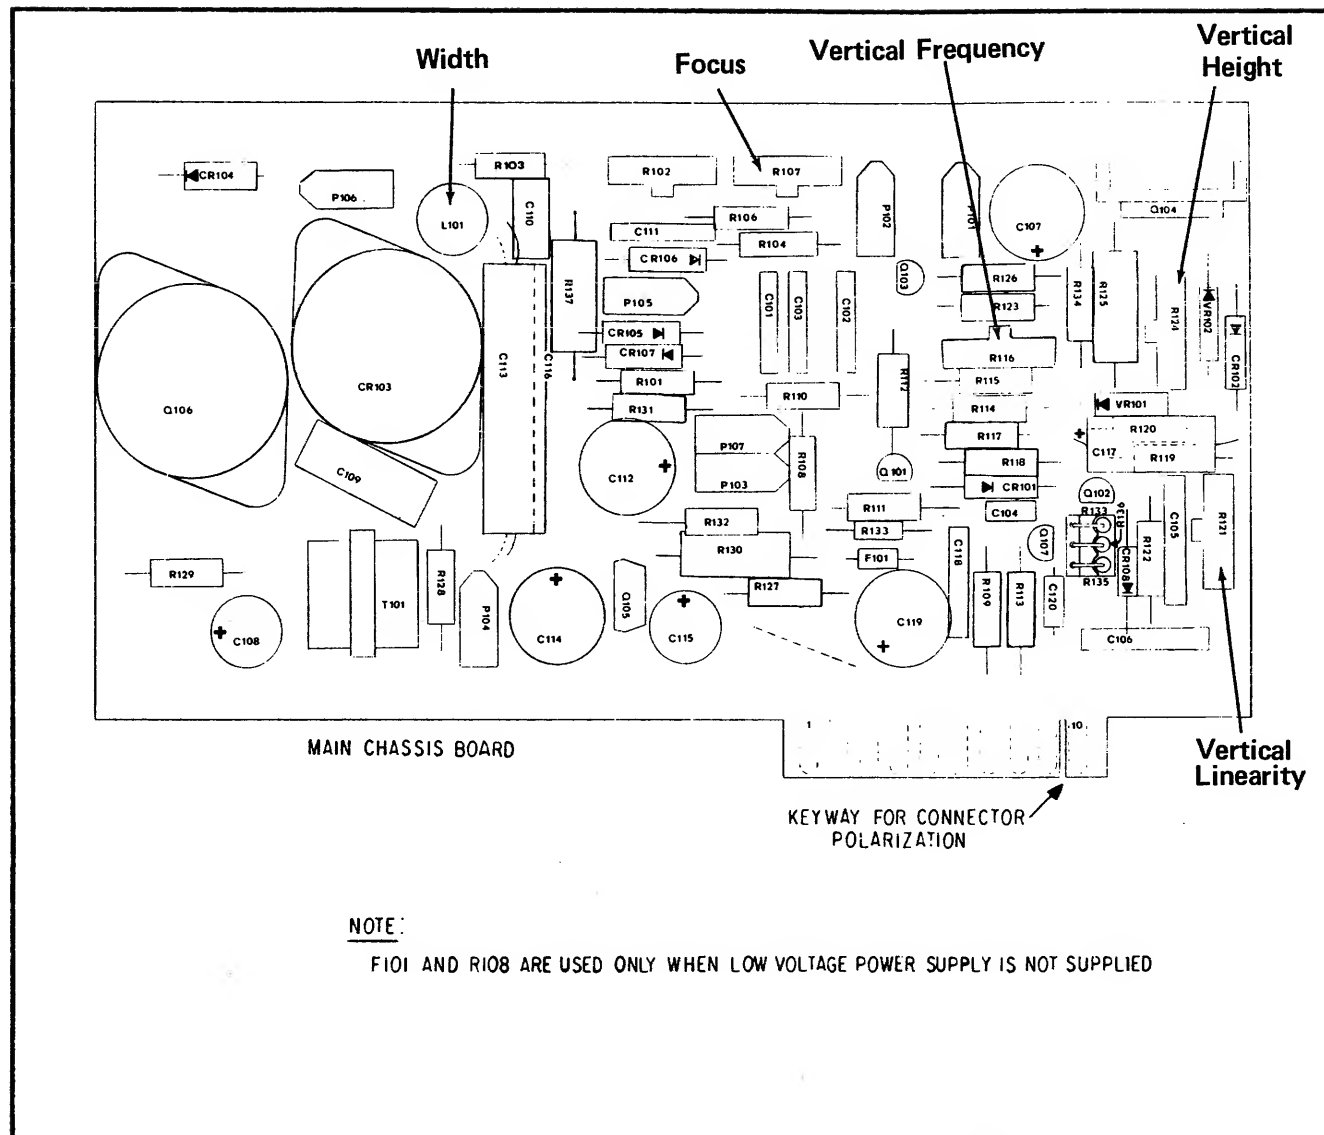 Width
Focus
Vertical Frequency
Vertical
Height
CR104
P106
L101
R103
C110
R102
R107
R106
C111
R104
CR106
P102
P101
C107
Q104
Q103
R126
R123
R134
R125
R124
VR102
CR102
R137
P105
C101
C103
C102
CR105
CR107
R101
R131
R110
R112
R116
R115
R114
R117
R118
CR101
C104
VR101
R120
C117
R119
Q106
CR103
C113
C116
C109
C112
P107
P103
R108
Q101
R111
R133
F101
C118
Q107
Q102
R133
R136
R135
CR108
R122
C105
R121
R132
R130
R127
R129
C108
T101
R128
P104
C114
Q105
C115
C119
R109
R113
C120
C106
1
10
MAIN CHASSIS BOARD
KEYWAY FOR CONNECTOR
POLARIZATION
Vertical
Linearity
NOTE:
F101 AND R108 ARE USED ONLY WHEN LOW VOLTAGE POWER SUPPLY IS NOT SUPPLIED